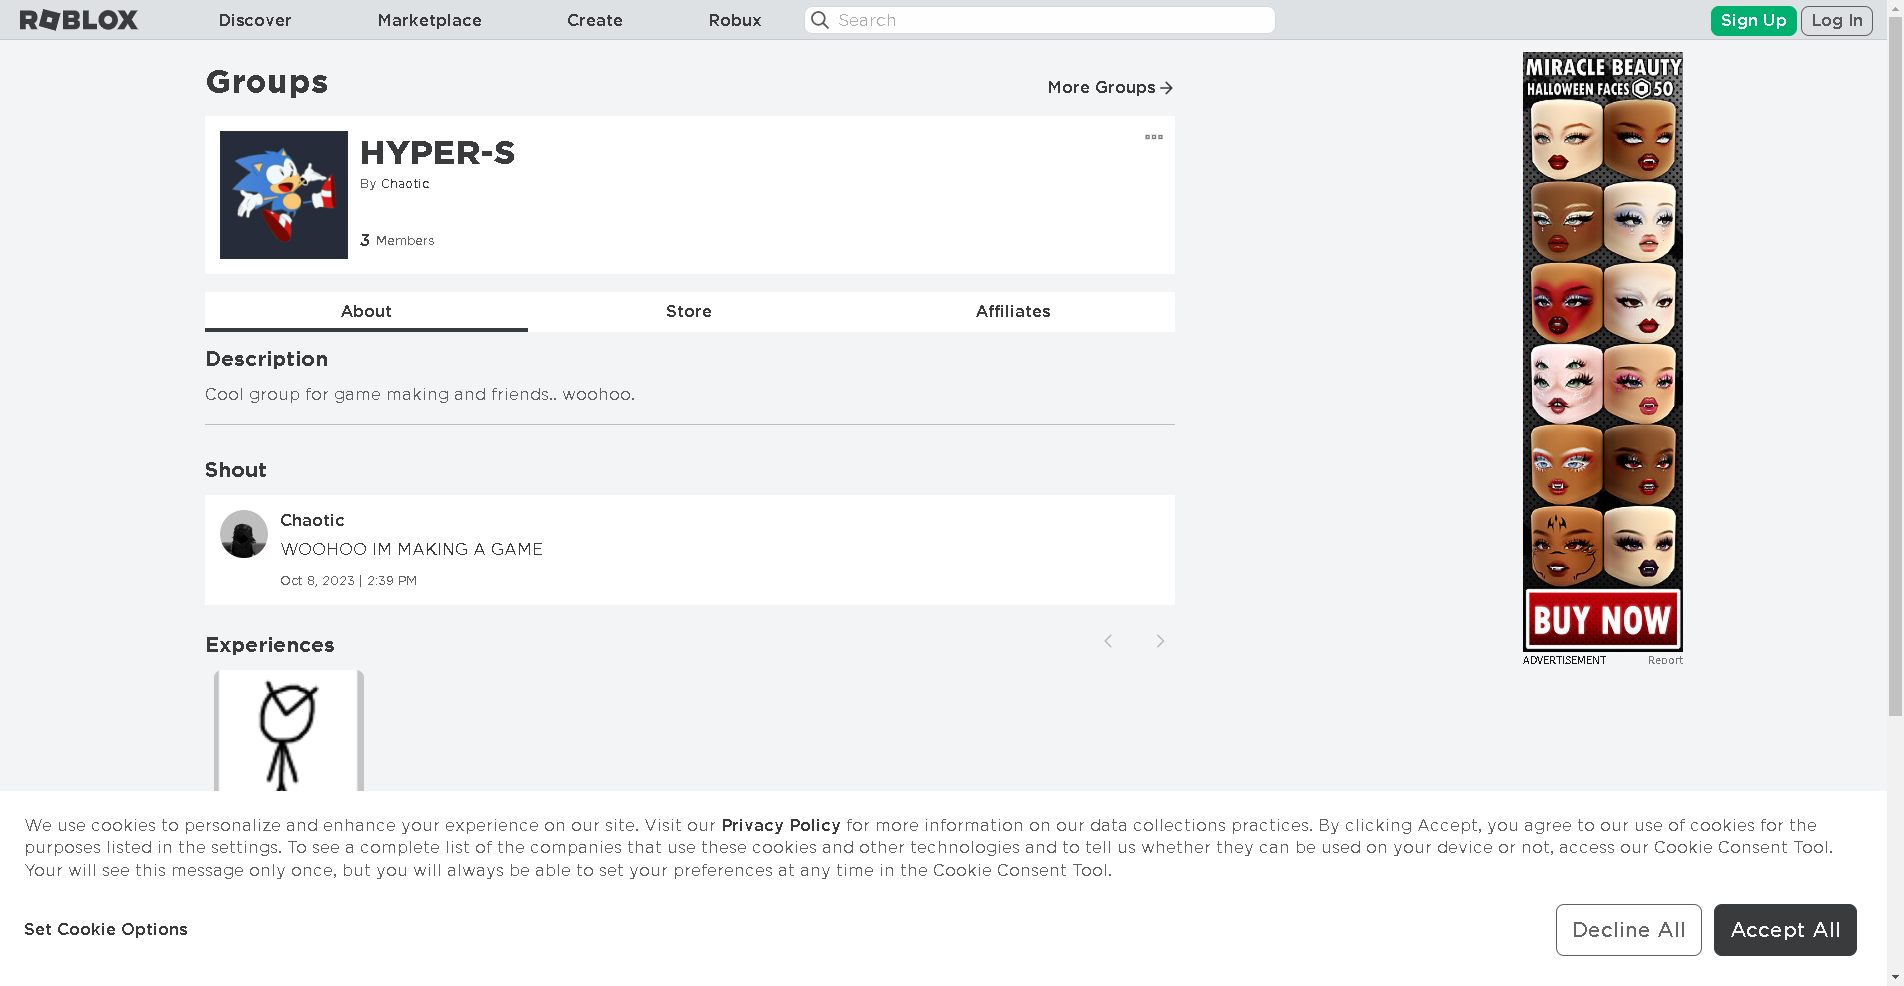 ROBLOX
Discover
Marketplace
Create
Robux
Search
Sign Up
Log In
Groups
More Groups
HYPER-S
By Chaotic
3 Members
About
Store
Affiliates
Description
Cool group for game making and friends.. woohoo.
Shout
Chaotic
WOOHOO IM MAKING A GAME
Oct 8, 2023 | 2:39 PM
Experiences
MIRACLE BEAUTY
HALLOWEEN FACES 50
BUY NOW
ADVERTISEMENT
Report
We use cookies to personalize and enhance your experience on our site. Visit our Privacy Policy for more information on our data collections practices. By clicking Accept, you agree to our use of cookies for the
purposes listed in the settings. To see a complete list of the companies that use these cookies and other technologies and to tell us whether they can be used on your device or not, access our Cookie Consent Tool.
Your will see this message only once, but you will always be able to set your preferences at any time in the Cookie Consent Tool.
Set Cookie Options
Decline All
Accept All